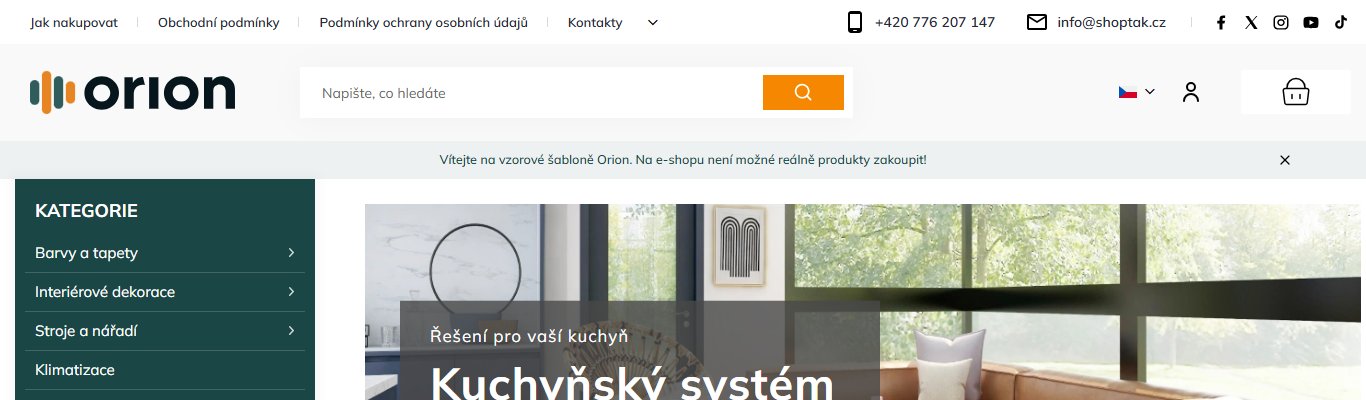 Jak nakupovat
Obchodní podmínky
Podmínky ochrany osobních údajů
Kontakty
+420 776 207 147
info@shoptak.cz
orion
Napište, co hledáte
Vítejte na vzorové šabloně Orion. Na e-shopu není možné reálně produkty zakoupit!
KATEGORIE
Barvy a tapety
Interiérové dekorace
Stroje a nářadí
Klimatizace
Řešení pro vaší kuchyň
Kuchyňský systém